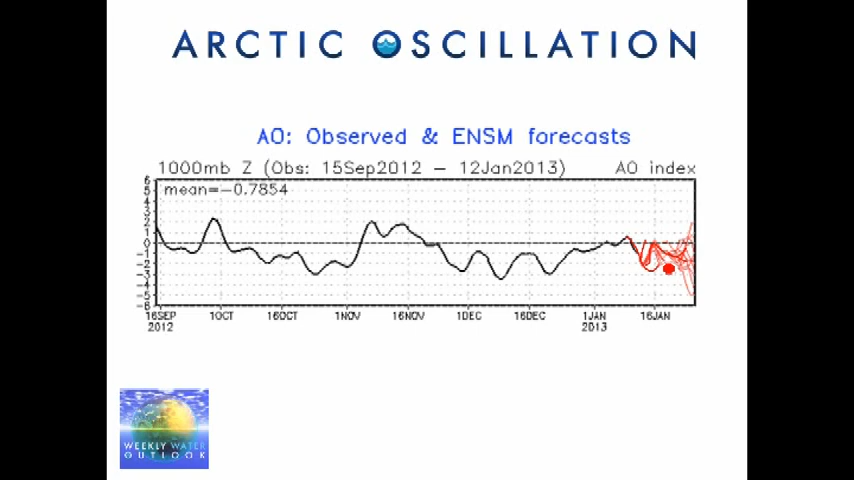 ARCTIC OSCILLATION
AO: Observed & ENSM forecasts
1000mb Z (Obs: 15Sep2012 – 12Jan2013) AO index
mean=-0.7854
6
5
4
3
2
1
0
-1
-2
-3
-4
-5
-6
16SEP 1OCT 16OCT 1NOV 16NOV 1DEC 16DEC 1JAN 16JAN
2012 2013
WEEKLY WATER
OUTLOOK